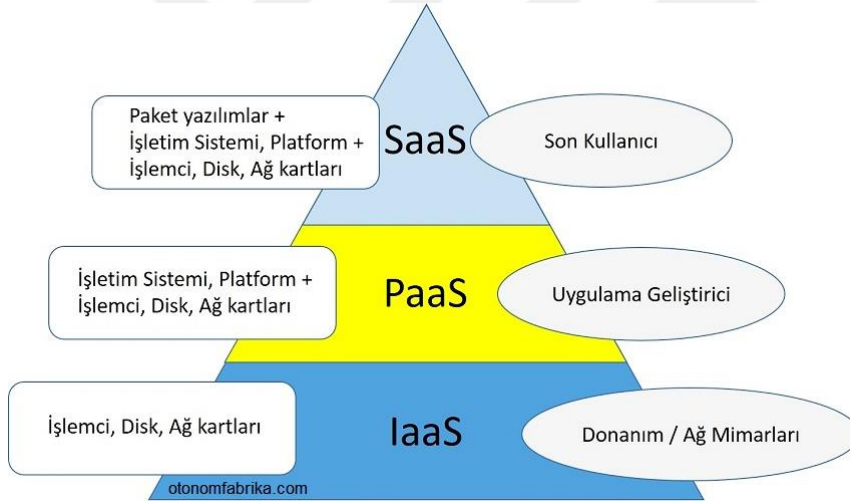 Paket yazılımlar +
İşletim Sistemi, Platform +
İşlemci, Disk, Ağ kartları
SaaS
Son Kullanıcı
İşletim Sistemi, Platform +
İşlemci, Disk, Ağ kartları
PaaS
Uygulama Geliştirici
İşlemci, Disk, Ağ kartları
IaaS
Donanım / Ağ Mimarları
otonomfabrika.com